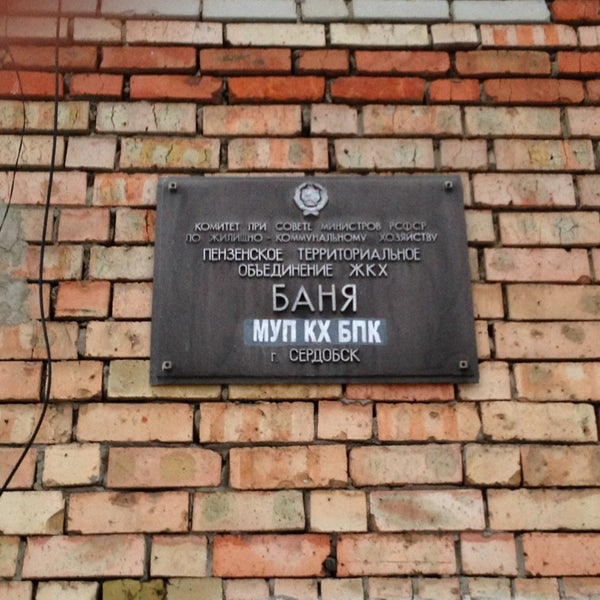 КОМИТЕТ ПРИ СОВЕТЕ МИНИСТРОВ РСФСР
ПО ЖИЛИЩНО-КОММУНАЛЬНОМУ ХОЗЯЙСТВУ
ПЕНЗЕНСКОЕ ТЕРРИТОРИАЛЬНОЕ
ОБЪЕДИНЕНИЕ ЖКХ
БАНЯ
МУП КХ БПК
г. СЕРДОБСК